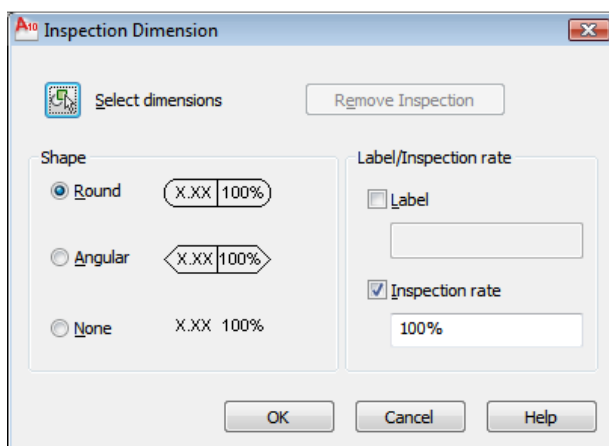 A10 Inspection Dimension
Select dimensions Remove Inspection
Shape
Round X.XX 100%
Angular X.XX 100%
None X.XX 100%
Label/Inspection rate
Label
Inspection rate
100%
OK Cancel Help